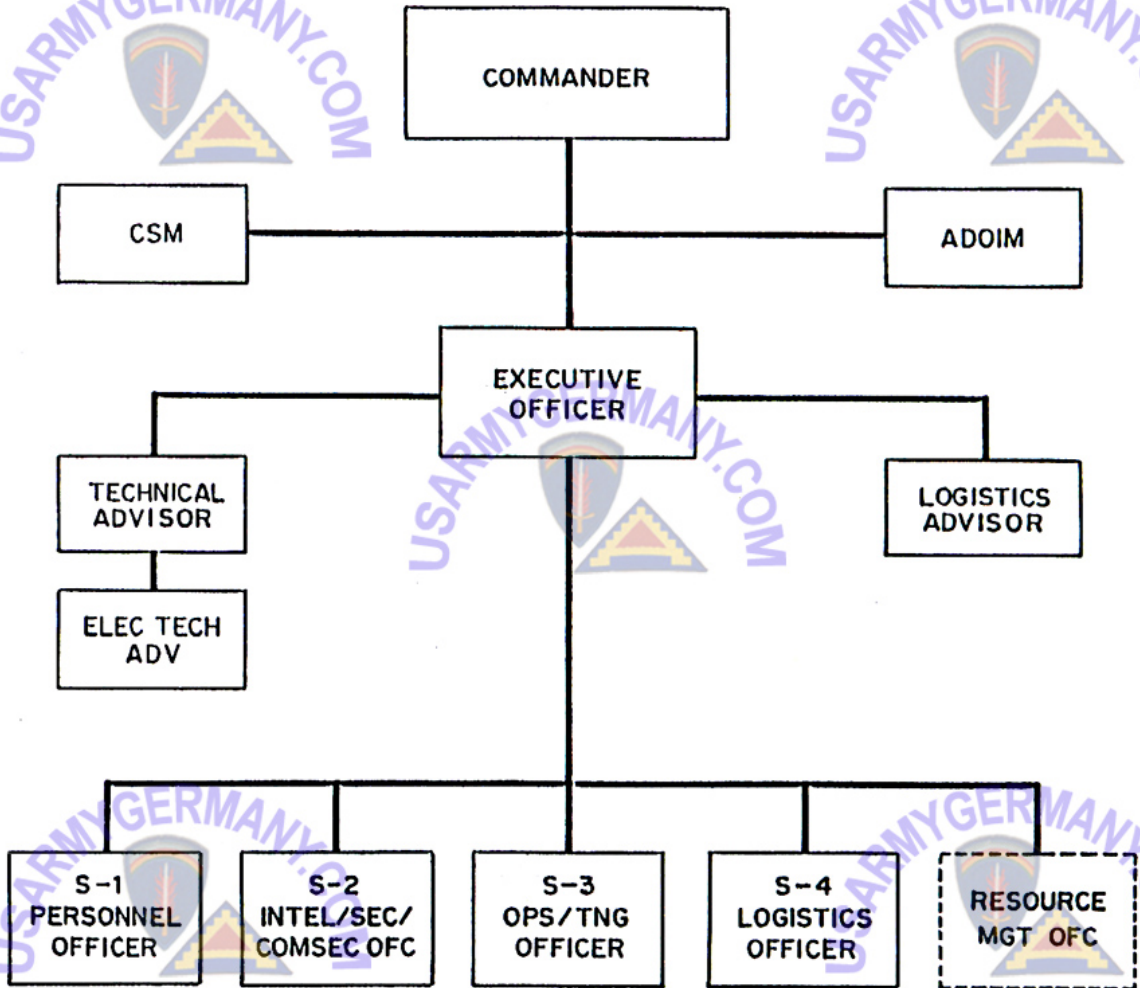 USARMYGERMANY.COM
USARMYGERMANY.COM
COMMANDER
CSM
ADOIM
EXECUTIVE
OFFICER
USARMYGERMANY.COM
TECHNICAL
ADVISOR
LOGISTICS
ADVISOR
ELEC TECH
ADV
USARMYGERMANY.COM
USARMYGERMANY
S-1
PERSONNEL
OFFICER
S-2
INTEL/SEC/
COMSEC OFC
S-3
OPS/TNG
OFFICER
S-4
LOGISTICS
OFFICER
RESOURCE
MGT OFC